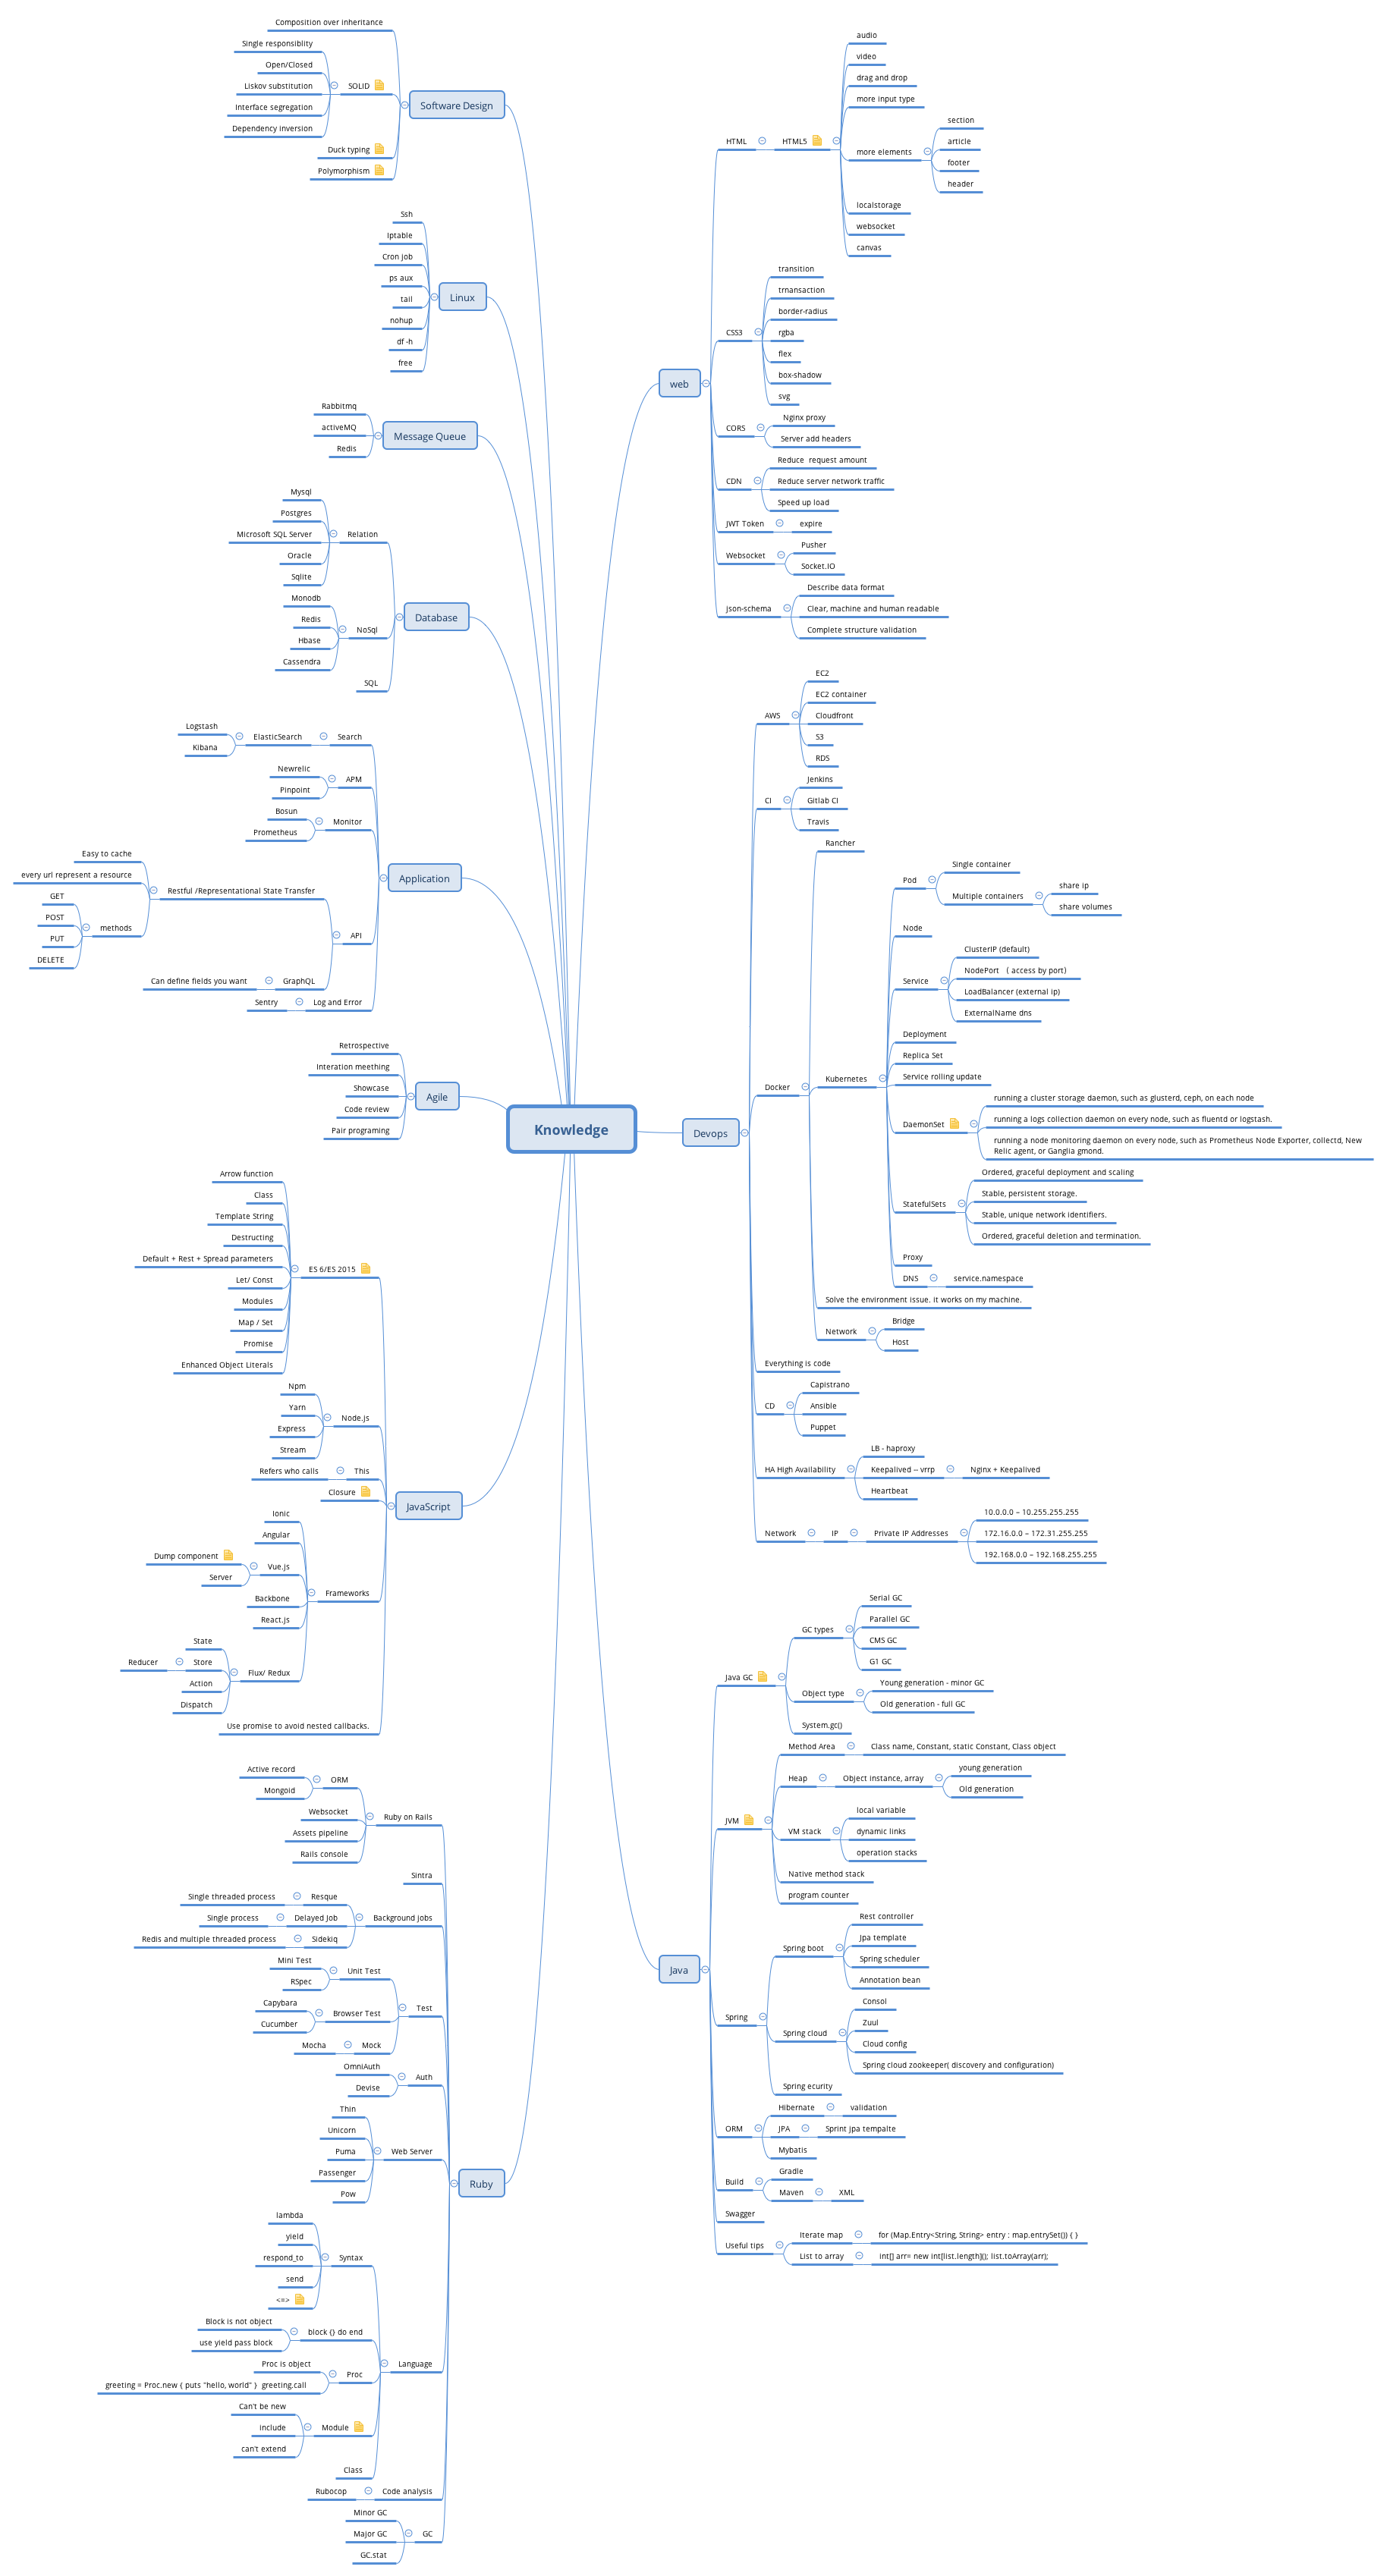 Knowledge
Software Design
Composition over inheritance
SOLID
Single responsiblity
Open/Closed
Liskov substitution
Interface segregation
Dependency inversion
Duck typing
Polymorphism
Linux
Ssh
Iptable
Cron job
ps aux
tail
nohup
df -h
free
Message Queue
Rabbitmq
activeMQ
Redis
Database
Relation
Mysql
Postgres
Microsoft SQL Server
Oracle
Sqlite
NoSql
Monodb
Redis
Hbase
Cassendra
SQL
Application
Search
ElasticSearch
Logstash
Kibana
APM
Newrelic
Pinpoint
Monitor
Bosun
Prometheus
API
Restful /Representational State Transfer
Easy to cache
every url represent a resource
methods
GET
POST
PUT
DELETE
GraphQL
Can define fields you want
Log and Error
Sentry
Agile
Retrospective
Interation meething
Showcase
Code review
Pair programing
JavaScript
ES 6/ES 2015
Arrow function
Class
Template String
Destructing
Default + Rest + Spread parameters
Let/ Const
Modules
Map / Set
Promise
Enhanced Object Literals
Node.js
Npm
Yarn
Express
Stream
This
Refers who calls
Closure
Frameworks
Ionic
Angular
Vue.js
Dump component
Server
Backbone
React.js
Flux/ Redux
State
Store
Reducer
Action
Dispatch
Use promise to avoid nested callbacks.
Ruby
Ruby on Rails
ORM
Active record
Mongoid
Websocket
Assets pipeline
Rails console
Sintra
Background jobs
Resque
Single threaded process
Delayed Job
Single process
Sidekiq
Redis and multiple threaded process
Test
Unit Test
Mini Test
RSpec
Browser Test
Capybara
Cucumber
Mock
Mocha
Auth
OmniAuth
Devise
Web Server
Thin
Unicorn
Puma
Passenger
Pow
Language
Syntax
lambda
yield
respond_to
send
<=>
block {} do end
Block is not object
use yield pass block
Proc
Proc is object
greeting = Proc.new { puts "hello, world" }  greeting.call
Module
Can't be new
include
can't extend
Class
Code analysis
Rubocop
GC
Minor GC
Major GC
GC.stat
web
HTML
HTML5
audio
video
drag and drop
more input type
more elements
section
article
footer
header
localstorage
websocket
canvas
CSS3
transition
trnansaction
border-radius
rgba
flex
box-shadow
svg
CORS
Nginx proxy
Server add headers
CDN
Reduce  request amount
Reduce server network traffic
Speed up load
JWT Token
expire
Websocket
Pusher
Socket.IO
json-schema
Describe data format
Clear, machine and human readable
Complete structure validation
Devops
AWS
EC2
EC2 container
Cloudfront
S3
RDS
CI
Jenkins
Gitlab CI
Travis
Docker
Rancher
Kubernetes
Pod
Single container
Multiple containers
share ip
share volumes
Node
Service
ClusterIP (default)
NodePort （access by port）
LoadBalancer (external ip)
ExternalName dns
Deployment
Replica Set
Service rolling update
DaemonSet
running a cluster storage daemon, such as glusterd, ceph, on each node
running a logs collection daemon on every node, such as fluentd or logstash.
running a node monitoring daemon on every node, such as Prometheus Node Exporter, collectd, New
Relic agent, or Ganglia gmond.
StatefulSets
Ordered, graceful deployment and scaling
Stable, persistent storage.
Stable, unique network identifiers.
Ordered, graceful deletion and termination.
Proxy
DNS
service.namespace
Solve the environment issue. it works on my machine.
Network
Bridge
Host
Everything is code
CD
Capistrano
Ansible
Puppet
HA High Availability
LB - haproxy
Keepalived -- vrrp
Nginx + Keepalived
Heartbeat
Network
IP
Private IP Addresses
10.0.0.0 – 10.255.255.255
172.16.0.0 – 172.31.255.255
192.168.0.0 – 192.168.255.255
Java
Java GC
GC types
Serial GC
Parallel GC
CMS GC
G1 GC
Object type
Young generation - minor GC
Old generation - full GC
System.gc()
JVM
Method Area
Class name, Constant, static Constant, Class object
Heap
Object instance, array
young generation
Old generation
VM stack
local variable
dynamic links
operation stacks
Native method stack
program counter
Spring
Spring boot
Rest controller
Jpa template
Spring scheduler
Annotation bean
Spring cloud
Consol
Zuul
Cloud config
Spring cloud zookeeper( discovery and configuration)
Spring ecurity
ORM
Hibernate
validation
JPA
Sprint jpa tempalte
Mybatis
Build
Gradle
Maven
XML
Swagger
Useful tips
Iterate map
for (Map.Entry<String, String> entry : map.entrySet()) { }
List to array
int[] arr= new int[list.length](); list.toArray(arr);